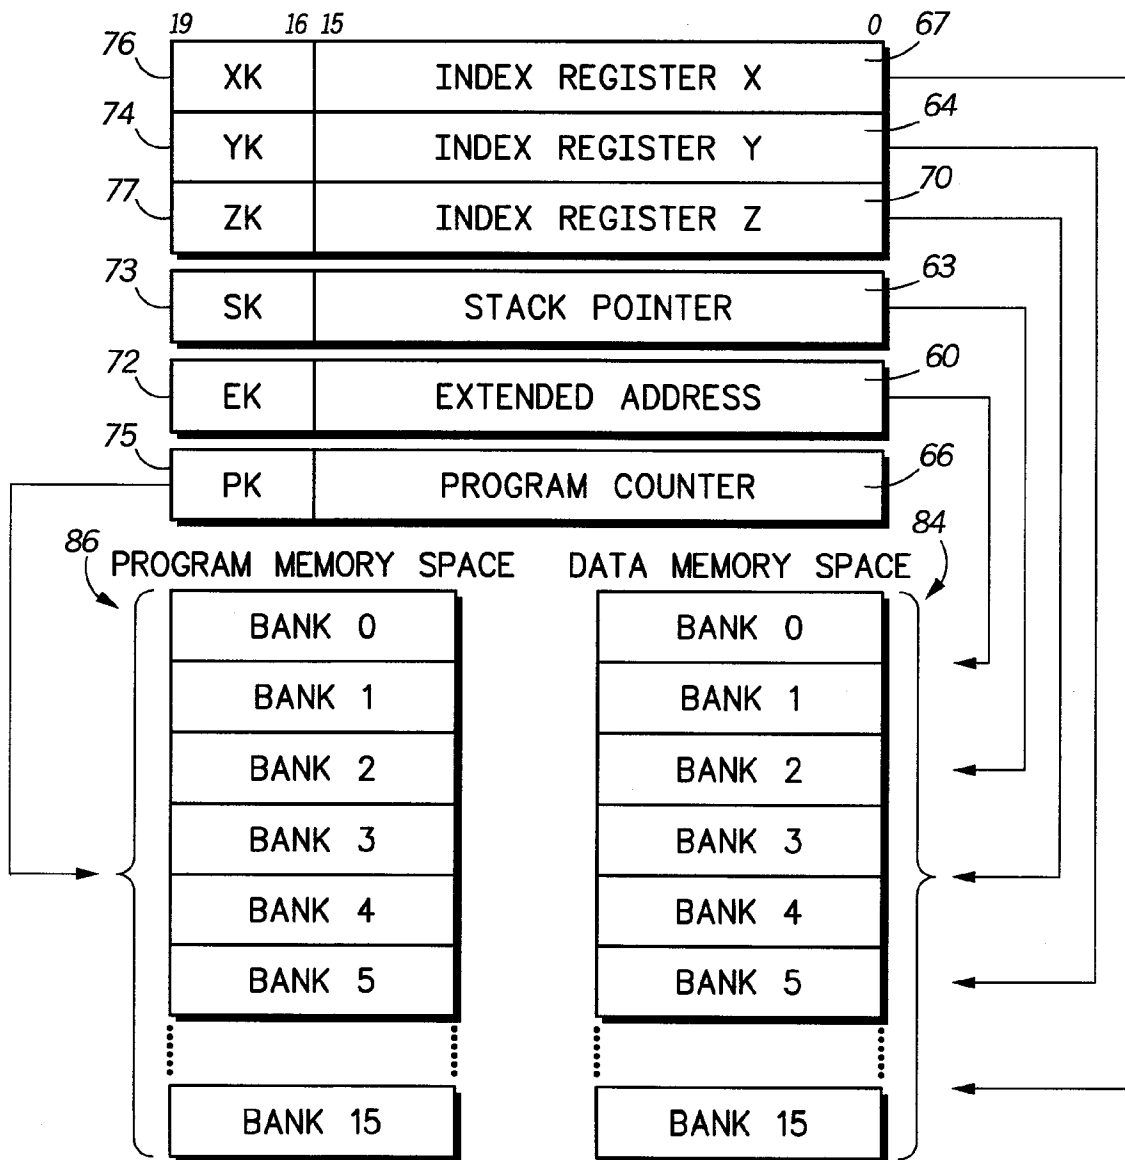 19 16 15 0
76 XK INDEX REGISTER X 67
74 YK INDEX REGISTER Y 64
77 ZK INDEX REGISTER Z 70
73 SK STACK POINTER 63
72 EK EXTENDED ADDRESS 60
75 PK PROGRAM COUNTER 66
86 84
PROGRAM MEMORY SPACE DATA MEMORY SPACE
BANK 0 BANK 0
BANK 1 BANK 1
BANK 2 BANK 2
BANK 3 BANK 3
BANK 4 BANK 4
BANK 5 BANK 5
BANK 15 BANK 15